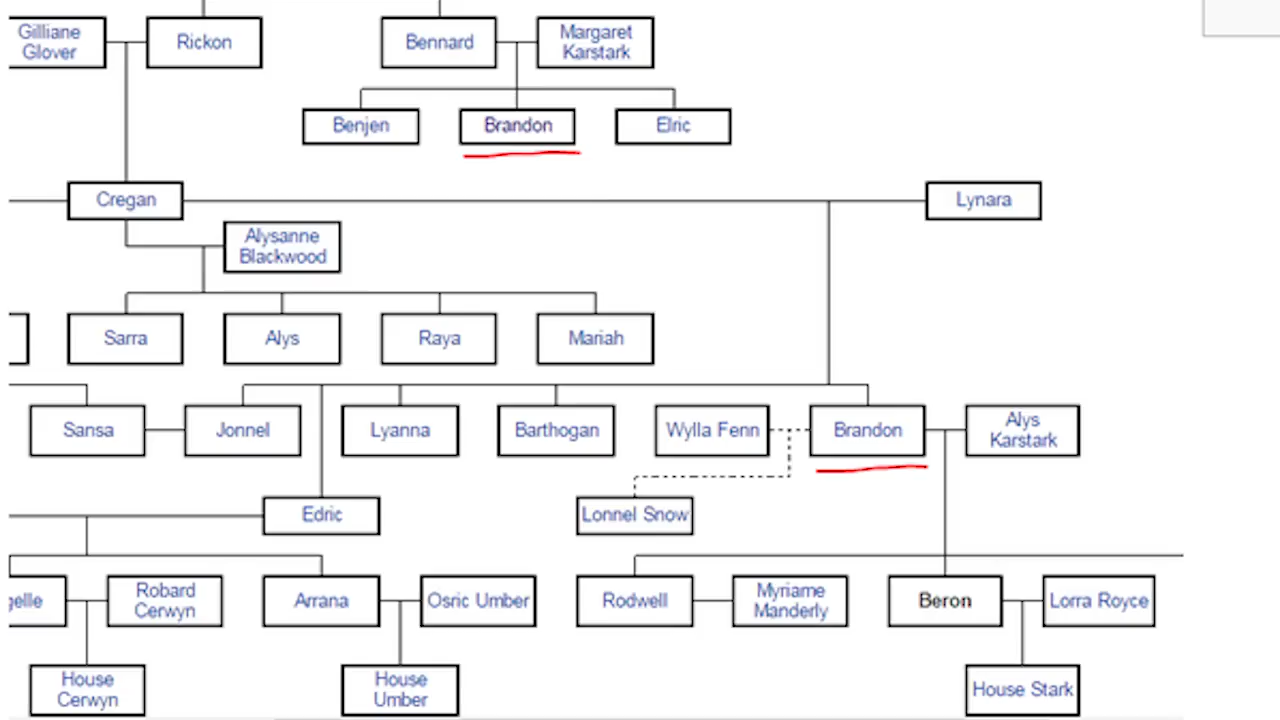 Gilliane
Glover
Rickon
Bennard
Margaret
Karstark
Benjen
Brandon
Elric
Cregan
Lynara
Alysanne
Blackwood
Sarra
Alys
Raya
Mariah
Sansa
Jonnel
Lyanna
Barthogan
Wylla Fenn
Brandon
Alys
Karstark
Edric
Lonnel Snow
Robard
Cerwyn
Arrana
Osric Umber
Rodwell
Myriame
Manderly
Beron
Lorra Royce
House
Cerwyn
House
Umber
House Stark